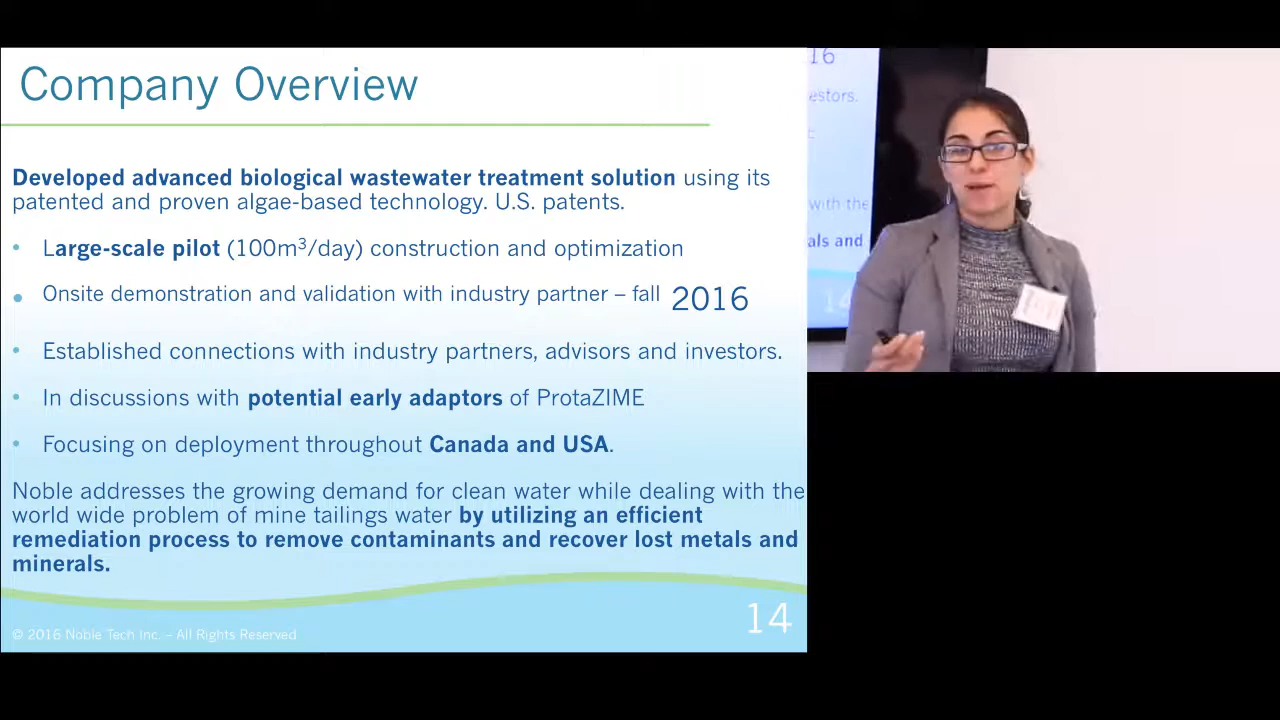 Company Overview
Developed advanced biological wastewater treatment solution using its
patented and proven algae-based technology. U.S. patents.
• Large-scale pilot (100m³/day) construction and optimization
• Onsite demonstration and validation with industry partner – fall 2016
• Established connections with industry partners, advisors and investors.
• In discussions with potential early adaptors of ProtaZIME
• Focusing on deployment throughout Canada and USA.
Noble addresses the growing demand for clean water while dealing with the
world wide problem of mine tailings water by utilizing an efficient
remediation process to remove contaminants and recover lost metals and
minerals.
© 2016 Noble Tech Inc. – All Rights Reserved
14
16
estors.
with the
als and
14